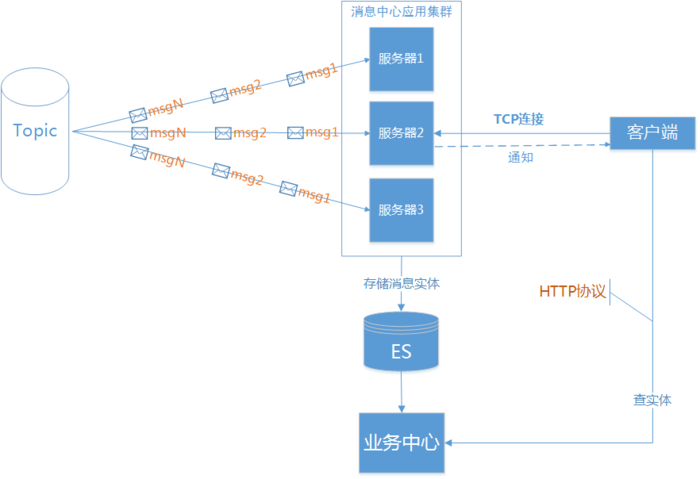 消息中心应用集群
服务器1
msg1
msg2
msgN
Topic
msgN
msg2
msg1
服务器2
TCP连接
通知
客户端
msgN
msg2
msg1
服务器3
存储消息实体
HTTP协议
ES
查实体
业务中心